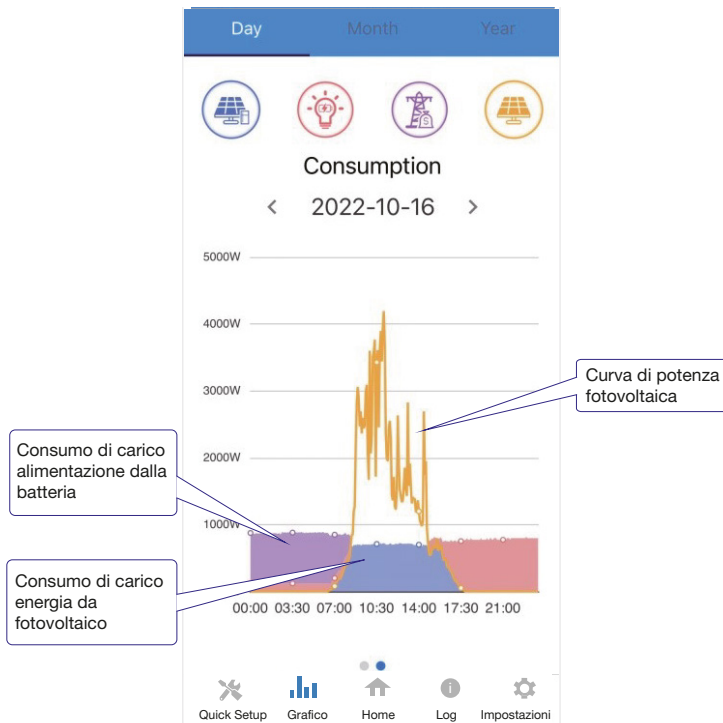 Day Month Year
Consumption
< 2022-10-16 >
5000W
4000W
3000W
2000W
1000W
00:00 03:30 07:00 10:30 14:00 17:30 21:00
Curva di potenza
fotovoltaica
Consumo di carico
alimentazione dalla
batteria
Consumo di carico
energia da
fotovoltaico
Quick Setup Grafico Home Log Impostazioni